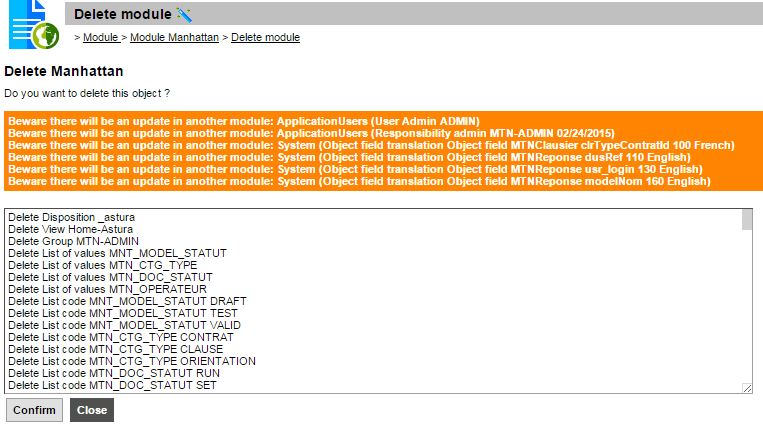 Delete module
> Module > Module Manhattan > Delete module
Delete Manhattan
Do you want to delete this object ?
Beware there will be an update in another module: ApplicationUsers (User Admin ADMIN)
Beware there will be an update in another module: ApplicationUsers (Responsibility admin MTN-ADMIN 02/24/2015)
Beware there will be an update in another module: System (Object field translation Object field MTNClausier clrTypeContratId 100 French)
Beware there will be an update in another module: System (Object field translation Object field MTNReponse dusRef 110 English)
Beware there will be an update in another module: System (Object field translation Object field MTNReponse usr_login 130 English)
Beware there will be an update in another module: System (Object field translation Object field MTNReponse modelNom 160 English)
Delete Disposition _astura
Delete View Home-Astura
Delete Group MTN-ADMIN
Delete List of values MNT_MODEL_STATUT
Delete List of values MTN_CTG_TYPE
Delete List of values MTN_DOC_STATUT
Delete List of values MTN_OPERATEUR
Delete List code MNT_MODEL_STATUT DRAFT
Delete List code MNT_MODEL_STATUT TEST
Delete List code MNT_MODEL_STATUT VALID
Delete List code MTN_CTG_TYPE CONTRAT
Delete List code MTN_CTG_TYPE CLAUSE
Delete List code MTN_CTG_TYPE ORIENTATION
Delete List code MTN_DOC_STATUT RUN
Delete List code MTN_DOC_STATUT SET
Confirm Close